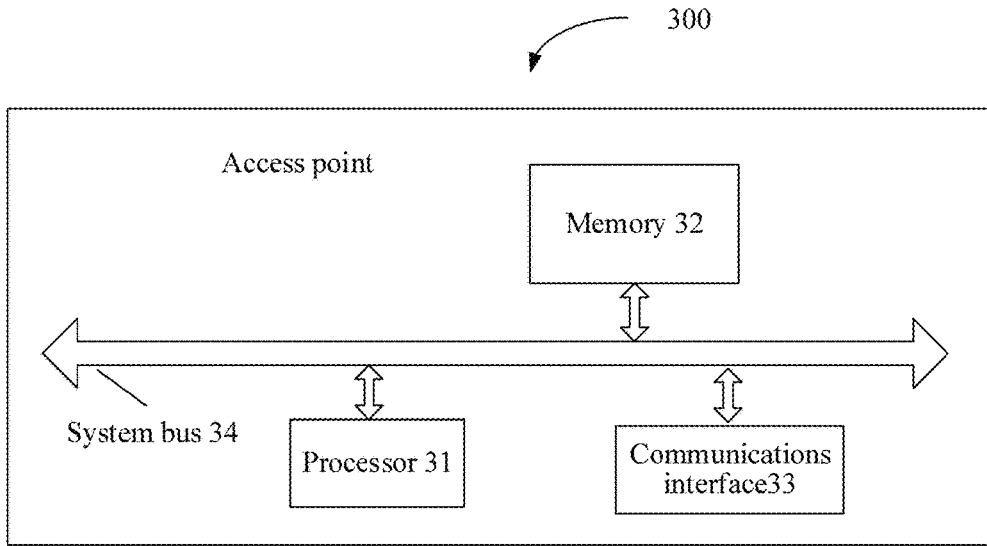 300
Access point
Memory 32
System bus 34
Processor 31
Communications
interface33